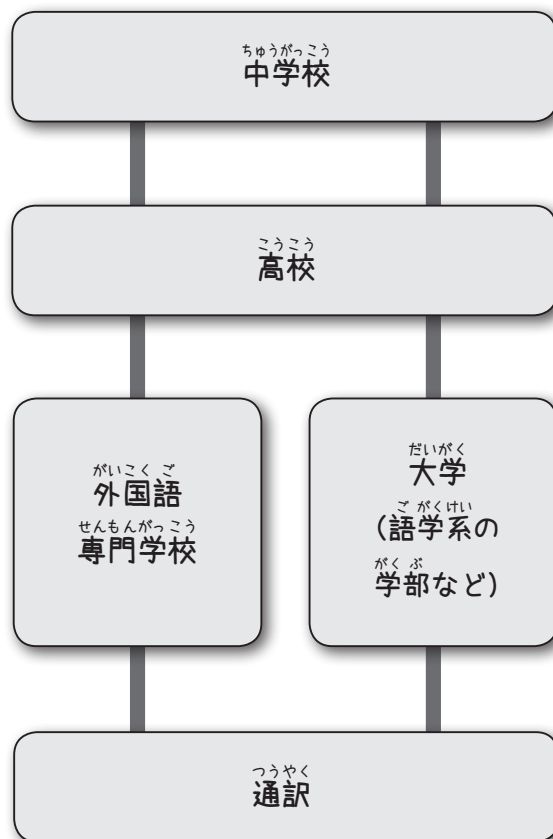 ちゅうがっこう
中学校
こうこう
高校
がいこく ご
外国語
せんもんがっこう
専門学校
だいがく
大学
ご がくけい
(語学系の
がく ぶ
学部など)
つうやく
通訳